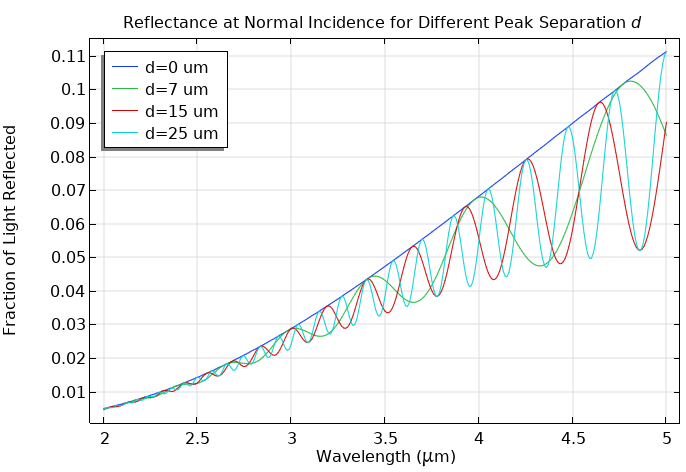 Reflectance at Normal Incidence for Different Peak Separation d
Fraction of Light Reflected
0.11
0.1
0.09
0.08
0.07
0.06
0.05
0.04
0.03
0.02
0.01
d=0 um
d=7 um
d=15 um
d=25 um
2 2.5 3 3.5 4 4.5 5
Wavelength (μm)